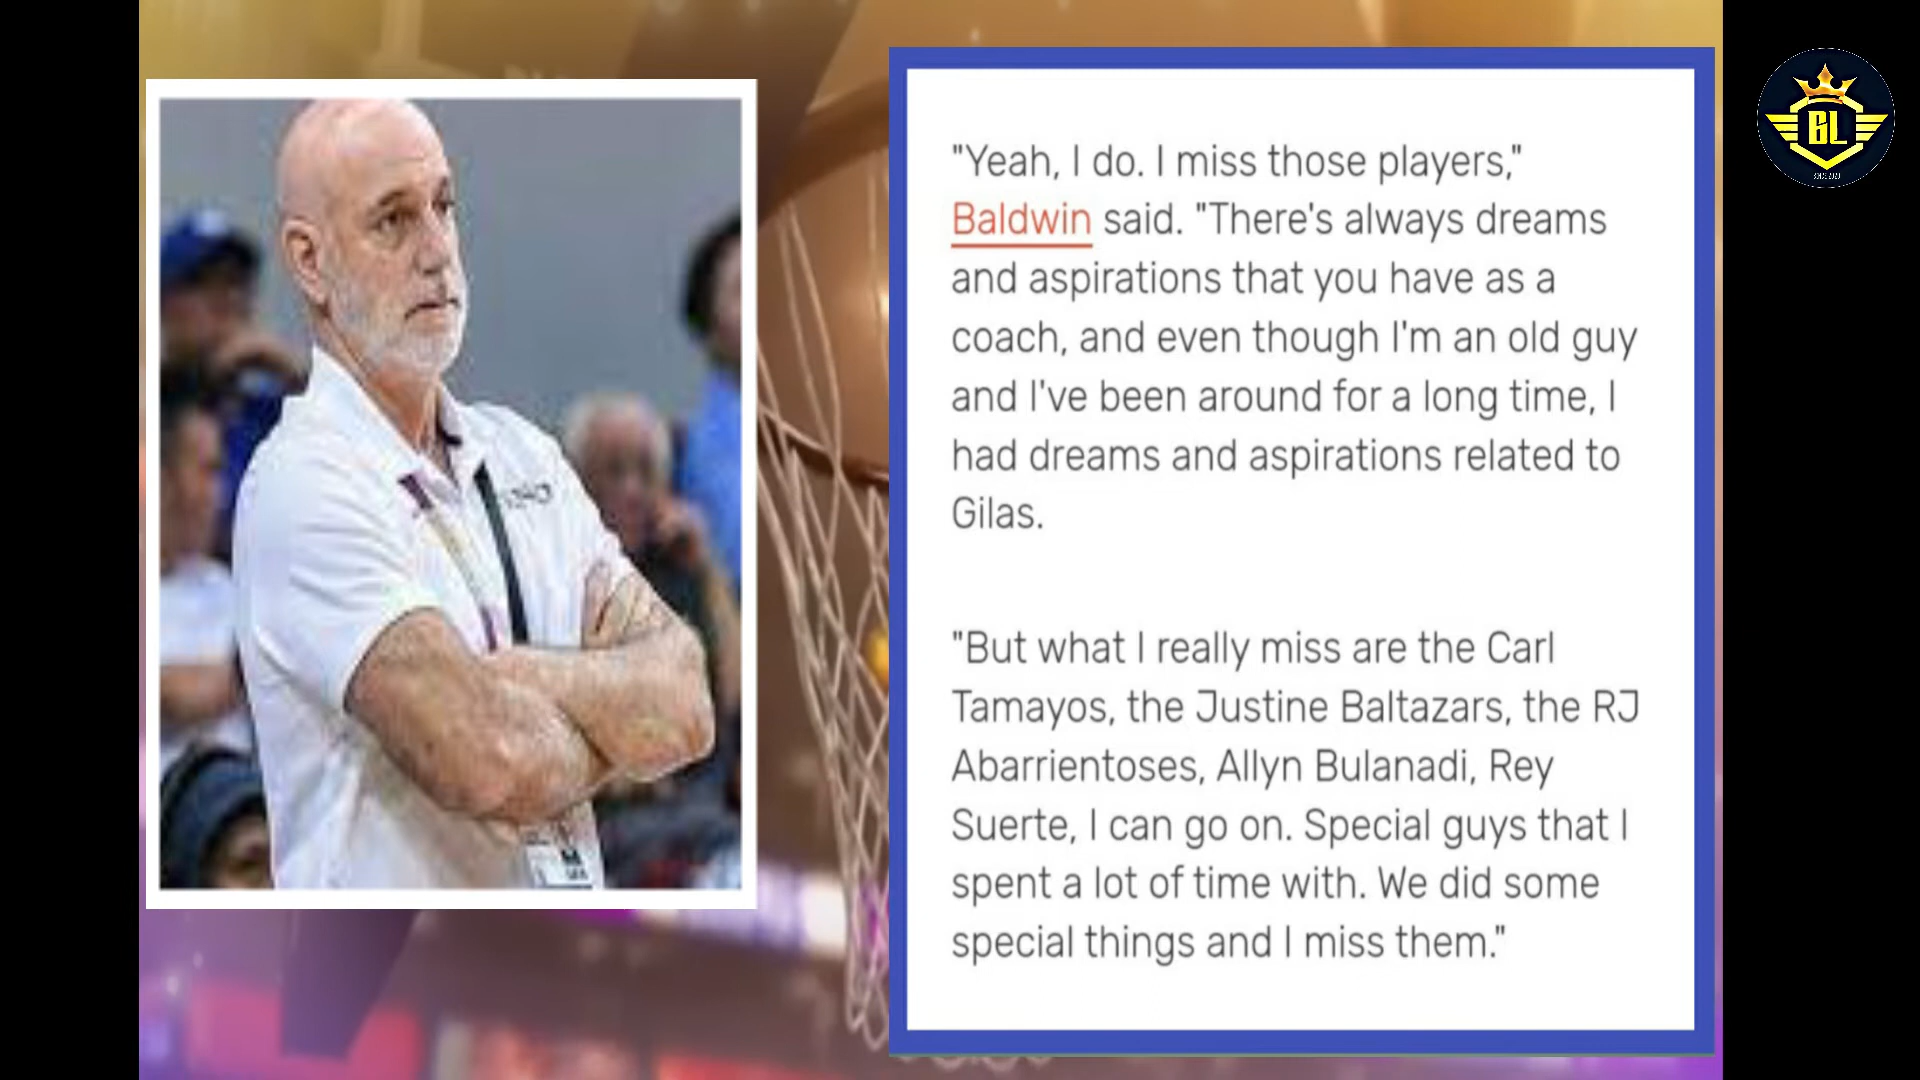 "Yeah, I do. I miss those players,"
Baldwin said. "There's always dreams
and aspirations that you have as a
coach, and even though I'm an old guy
and I've been around for a long time, I
had dreams and aspirations related to
Gilas.
"But what I really miss are the Carl
Tamayos, the Justine Baltazars, the RJ
Abarrientoses, Allyn Bulanadi, Rey
Suerte, I can go on. Special guys that I
spent a lot of time with. We did some
special things and I miss them."
BL